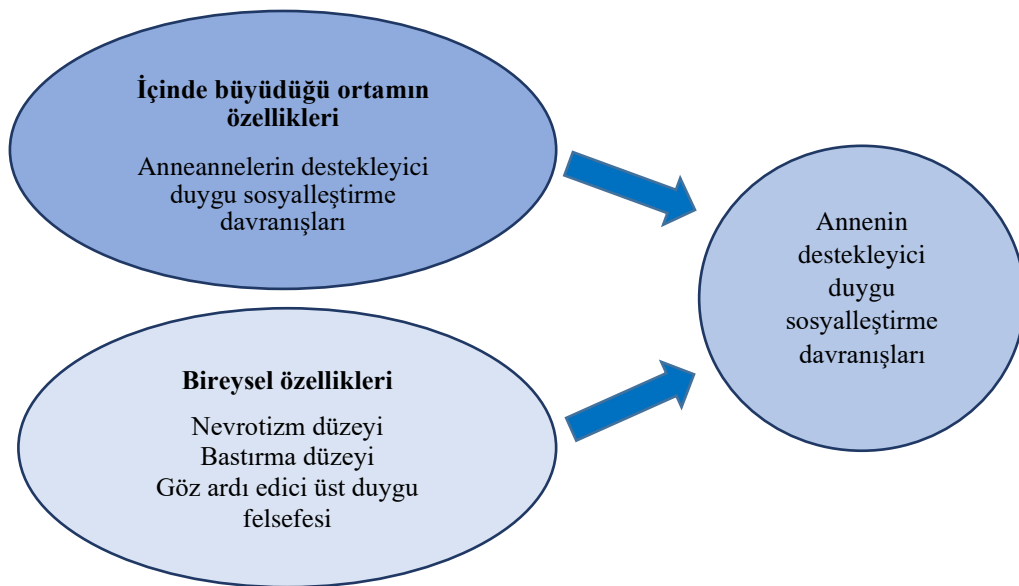 İçinde büyüdüğü ortamın
özellikleri
Anneannelerin destekleyici
duygu sosyalleştirme
davranışları
Bireysel özellikleri
Nevrotizm düzeyi
Bastırma düzeyi
Göz ardı edici üst duygu
felsefesi
Annenin
destekleyici
duygu
sosyalleştirme
davranışları